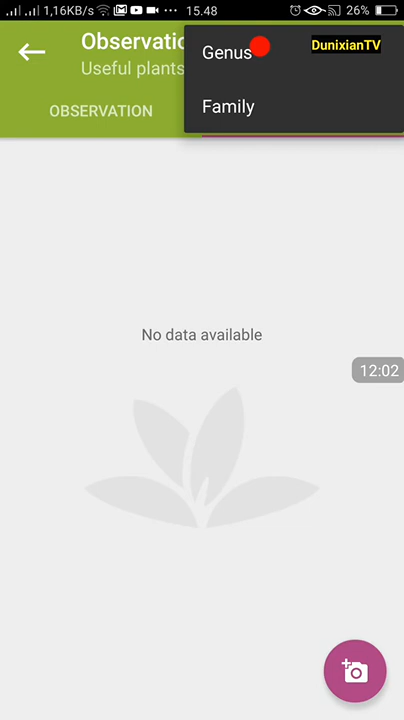 1,16KB/s ··· 15.48 26%
Observatio
Useful plants
Genus
DunixianTV
Family
OBSERVATION
No data available
12:02